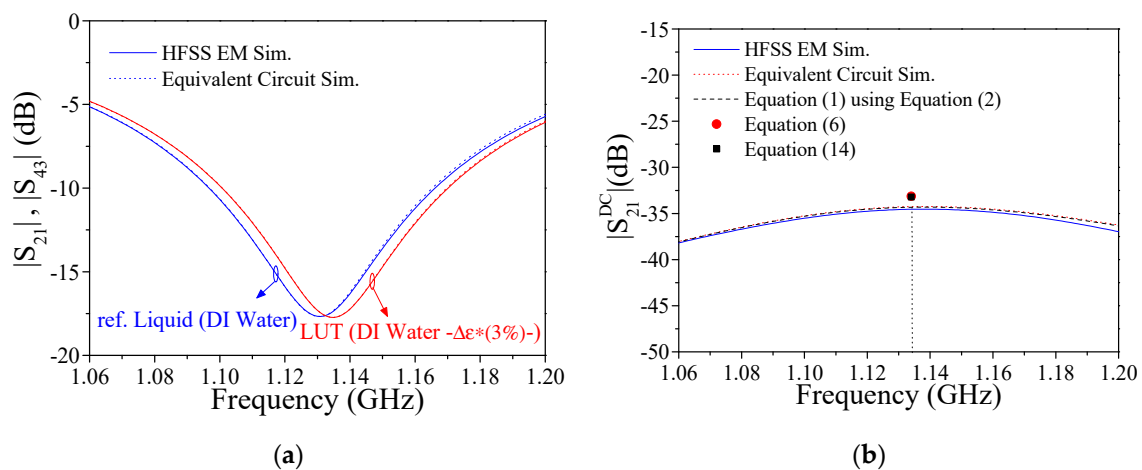 0
-5
-10
-15
-20
|S21|, |S43| (dB)
HFSS EM Sim.
Equivalent Circuit Sim.
ref. Liquid (DI Water)
LUT (DI Water -Δε*(3%)-)
1.06 1.08 1.10 1.12 1.14 1.16 1.18 1.20
Frequency (GHz)
(a)
-15
-20
-25
-30
-35
-40
-45
-50
|S21^DC|(dB)
HFSS EM Sim.
Equivalent Circuit Sim.
Equation (1) using Equation (2)
Equation (6)
Equation (14)
1.06 1.08 1.10 1.12 1.14 1.16 1.18 1.20
Frequency (GHz)
(b)